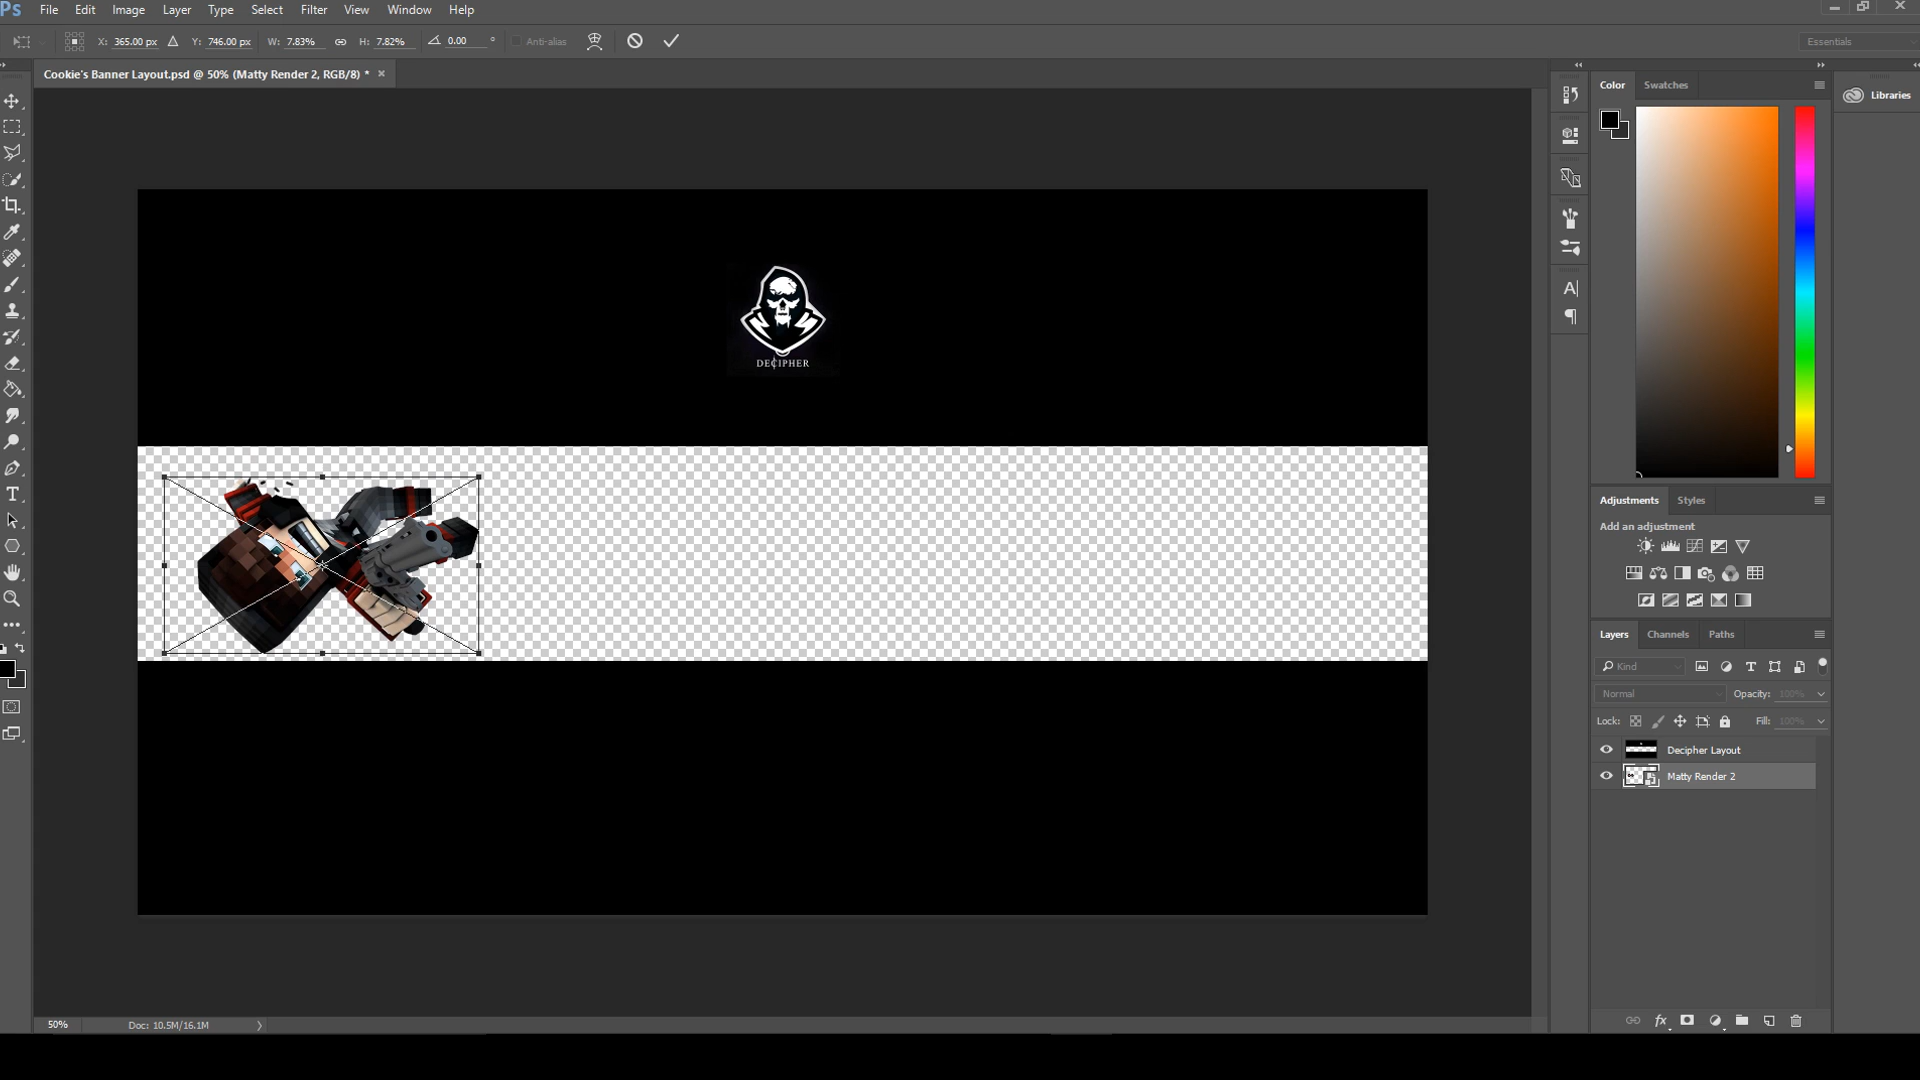 Ps File Edit Image Layer Type Select Filter View Window Help
X: 365.00 px Y: 746.00 px W: 7.83% H: 7.82% 0.00 ° Anti-alias Essentials
Cookie's Banner Layout.psd @ 50% (Matty Render 2, RGB/8) * ×
Color Swatches
Libraries
DECIPHER
Adjustments Styles
Add an adjustment
Layers Channels Paths
Kind
Normal Opacity: 100%
Lock: Fill: 100%
Decipher Layout
Matty Render 2
50% Doc: 10.5M/16.1M